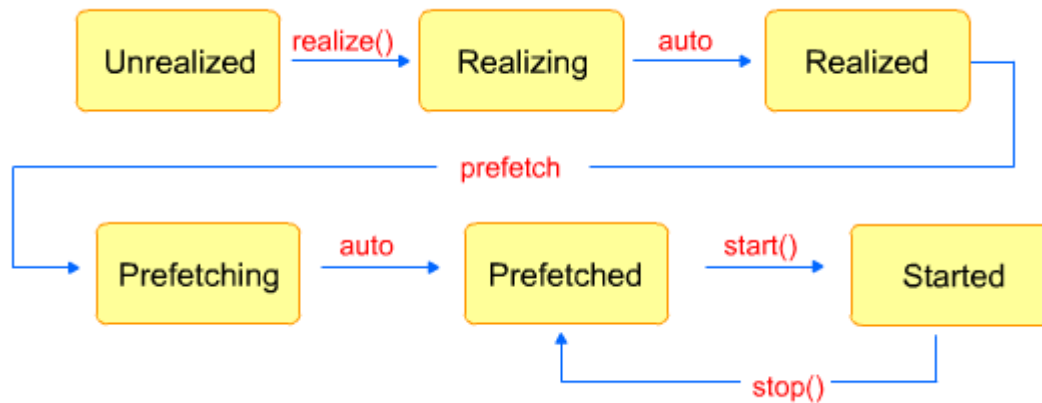 Unrealized realize() Realizing auto Realized
prefetch
Prefetching auto Prefetched start() Started
stop()